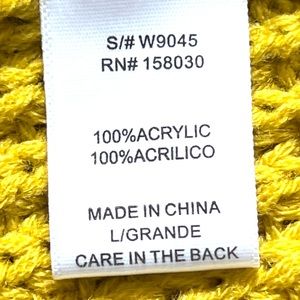 S/# W9045
RN# 158030
100%ACRYLIC
100%ACRILICO
MADE IN CHINA
L/GRANDE
CARE IN THE BACK